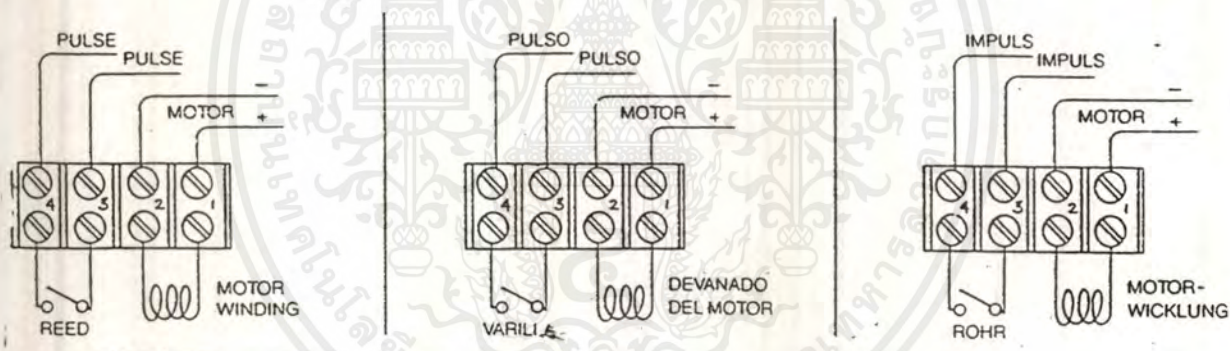 PULSE
PULSE
-
MOTOR
+
4 3 2 1
REED
MOTOR
WINDING
PULSO
PULSO
-
MOTOR
+
4 3 2 1
DEVANADO
DEL MOTOR
IMPULS
IMPULS
-
MOTOR
+
4 3 2 1
ROHR
MOTOR-
WICKLUNG